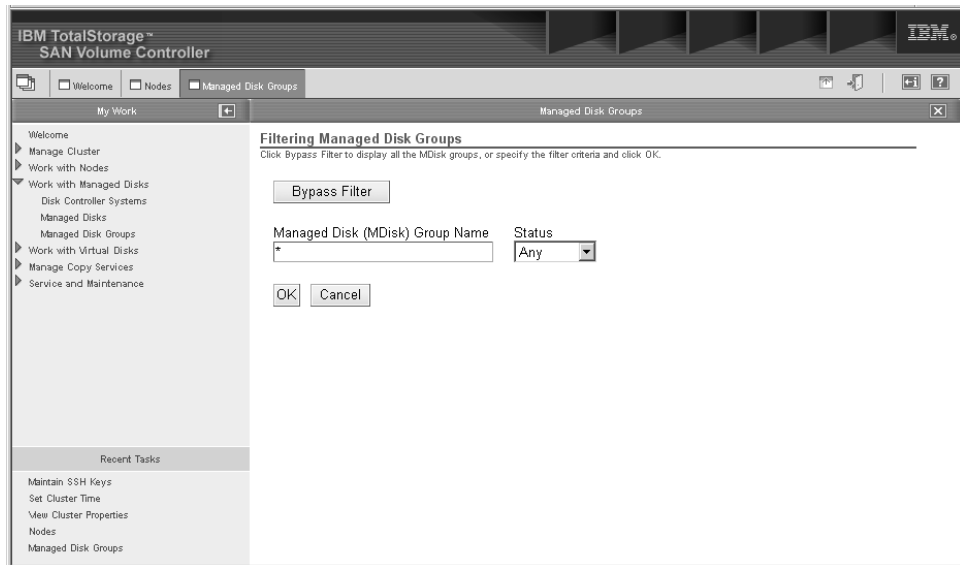 IBM TotalStorage™
SAN Volume Controller
IBM®
Welcome
Nodes
Managed Disk Groups
My Work
Managed Disk Groups
Welcome
Manage Cluster
Work with Nodes
Work with Managed Disks
Disk Controller Systems
Managed Disks
Managed Disk Groups
Work with Virtual Disks
Manage Copy Services
Service and Maintenance
Recent Tasks
Maintain SSH Keys
Set Cluster Time
View Cluster Properties
Nodes
Managed Disk Groups
Filtering Managed Disk Groups
Click Bypass Filter to display all the MDisk groups, or specify the filter criteria and click OK.
Bypass Filter
Managed Disk (MDisk) Group Name Status
* Any
OK Cancel